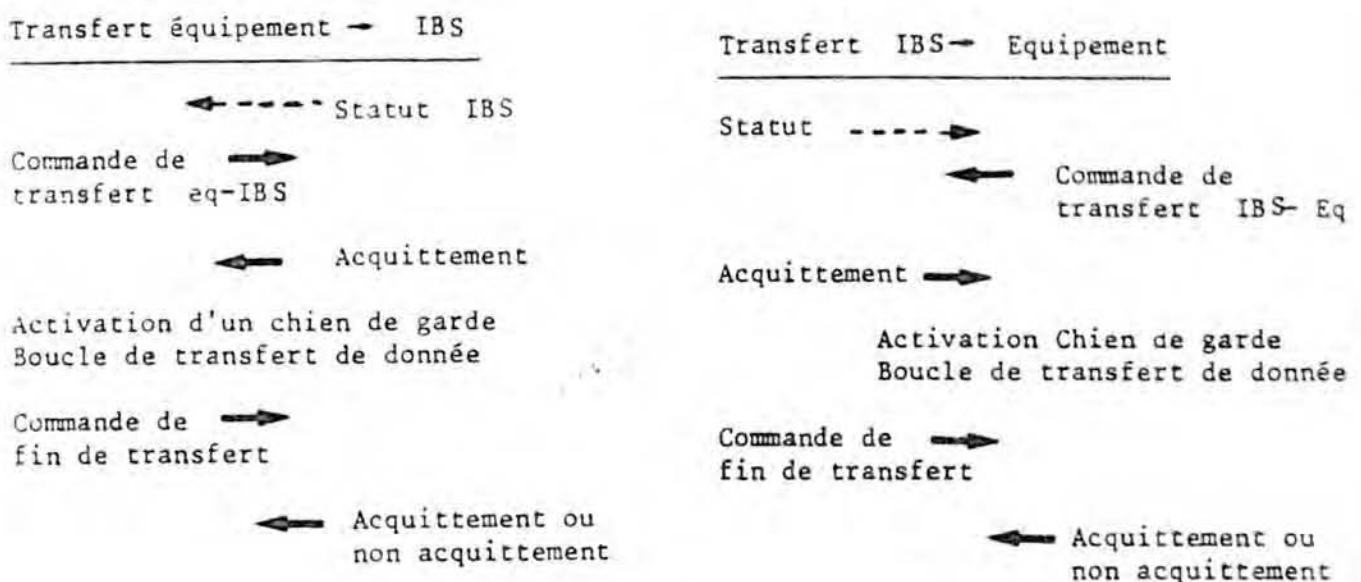 Transfert équipement → IBS
Statut IBS
Commande de
transfert eq-IBS
Acquittement
Activation d'un chien de garde
Boucle de transfert de donnée
Commande de
fin de transfert
Acquittement ou
non acquittement
Transfert IBS → Equipement
Statut
Commande de
transfert IBS- Eq
Acquittement
Activation Chien de garde
Boucle de transfert de donnée
Commande de
fin de transfert
Acquittement ou
non acquittement